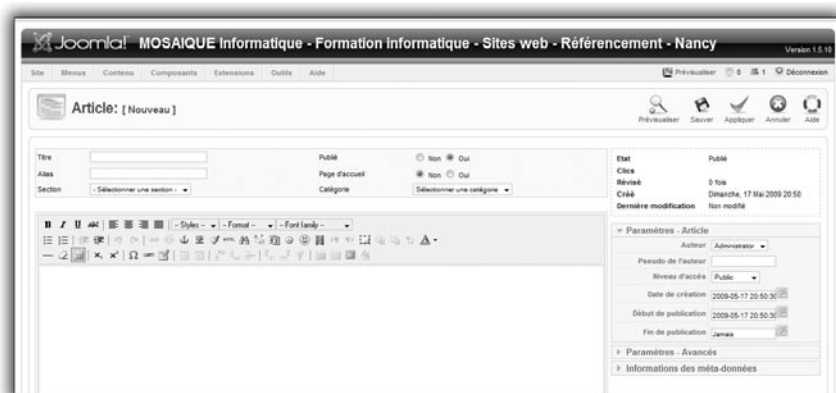 Joomla! MOSAIQUE Informatique - Formation informatique - Sites web - Référencement - Nancy
Version 1.5.10
Site Menus Contenu Composants Extensions Outils Aide
Prévisualiser 0 1 Déconnexion
Article: [ Nouveau ]
Prévisualiser Sauver Appliquer Annuler Aide
Titre Publié Non Oui
Alias Page d'accueil Non Oui
Section - Sélectionner une section - Catégorie Sélectionner une catégorie
Etat Publié
Clics
Révisé 0 fois
Créé Dimanche, 17 Mai 2009 20:50
Dernière modification Non modifié
B I U ABC - Styles - - Format - - Font family -
HTML
A
x, x' Ω
Paramètres - Article
Auteur Administrator
Pseudo de l'auteur
Niveau d'accès Public
Date de création 2009-05-17 20:50:30
Début de publication 2009-05-17 20:50:30
Fin de publication Jamais
Paramètres - Avancés
Informations des méta-données